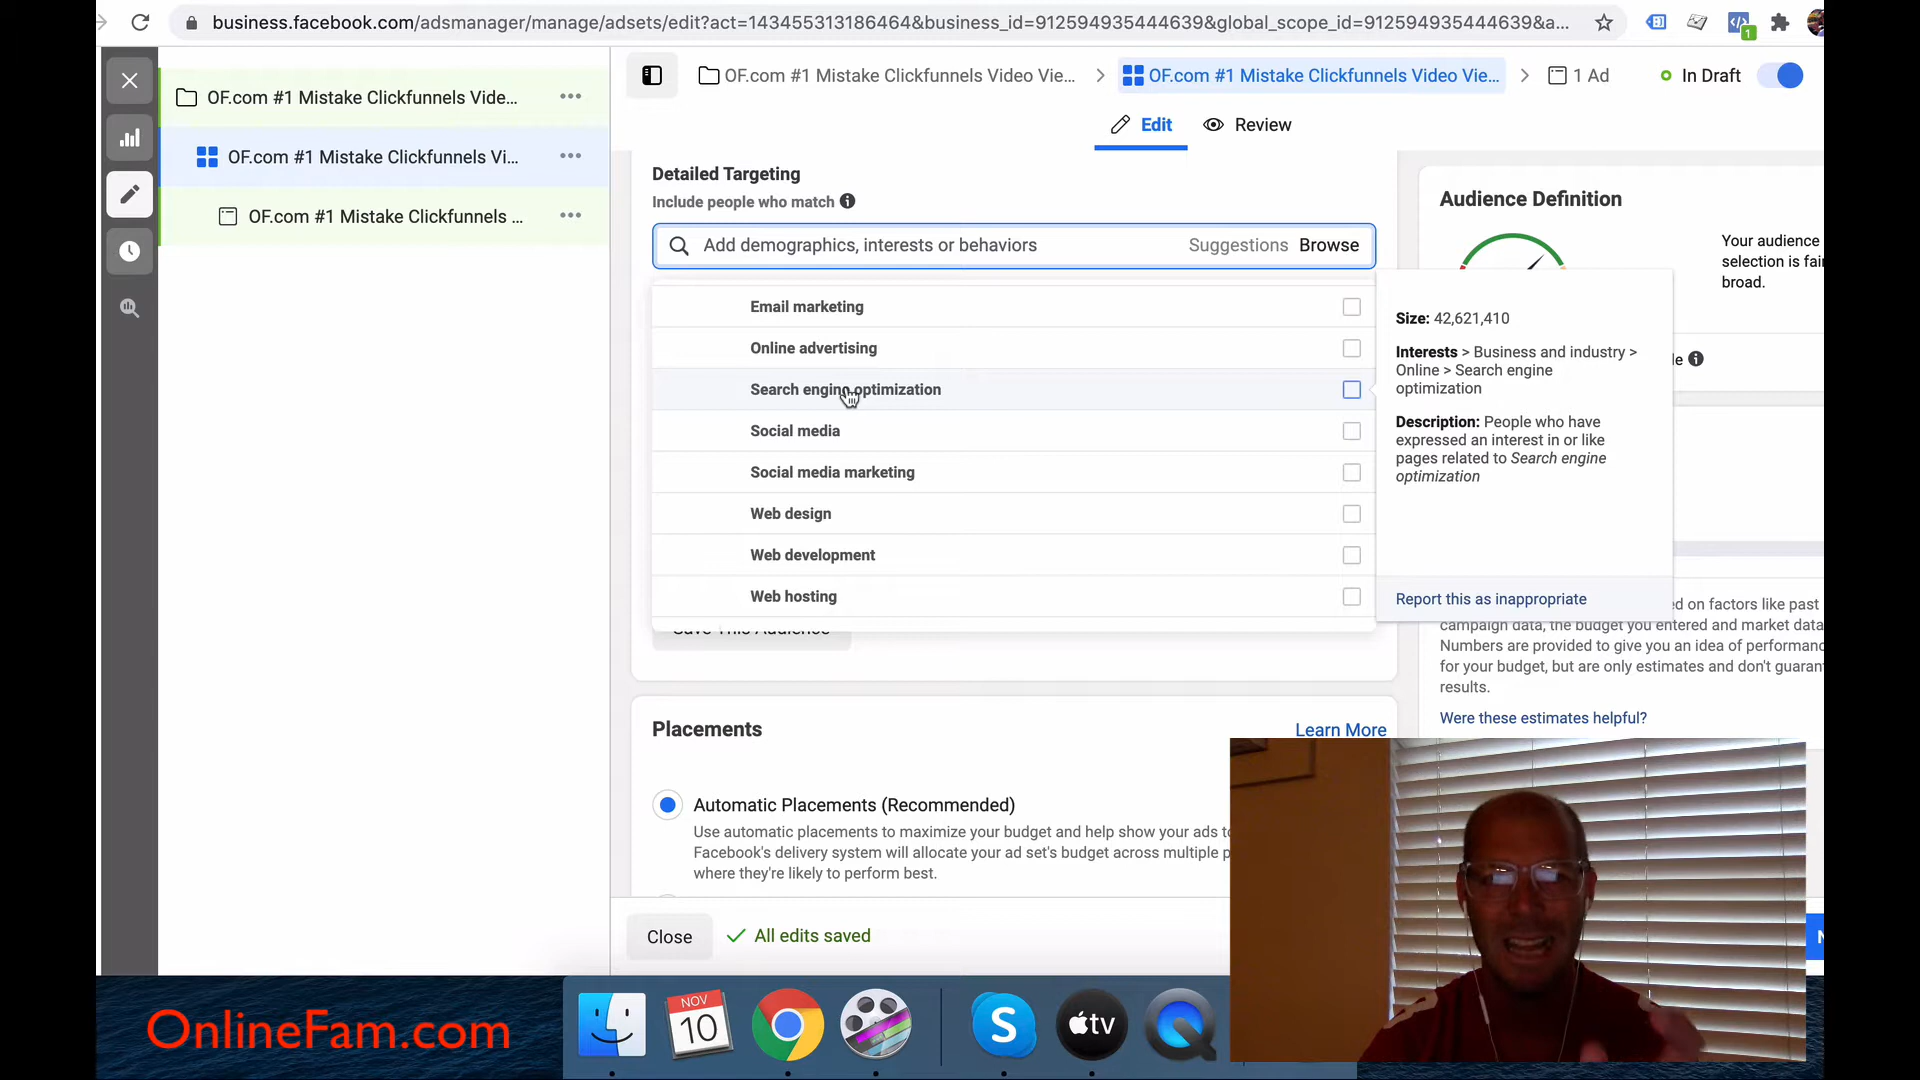 business.facebook.com/adsmanager/manage/adsets/edit?act=143455313186464&business_id=912594935444639&global_scope_id=912594935444639&a...
1
OF.com #1 Mistake Clickfunnels Vide...
OF.com #1 Mistake Clickfunnels Vi...
OF.com #1 Mistake Clickfunnels ...
OF.com #1 Mistake Clickfunnels Video Vie...
OF.com #1 Mistake Clickfunnels Video Vie...
1 Ad
In Draft
Edit
Review
Detailed Targeting
Include people who match
Add demographics, interests or behaviors
Suggestions
Browse
Email marketing
Online advertising
Search engine optimization
Social media
Social media marketing
Web design
Web development
Web hosting
Save This Audience
Size: 42,621,410
Interests > Business and industry >
Online > Search engine
optimization
Description: People who have
expressed an interest in or like
pages related to Search engine
optimization
Report this as inappropriate
Audience Definition
Your audience
selection is fai
broad.
d on factors like past
campaign data, the budget you entered and market data
Numbers are provided to give you an idea of performanc
for your budget, but are only estimates and don't guaran
results.
Were these estimates helpful?
Placements
Learn More
Automatic Placements (Recommended)
Use automatic placements to maximize your budget and help show your ads to
Facebook's delivery system will allocate your ad set's budget across multiple p
where they're likely to perform best.
Close
All edits saved
OnlineFam.com
NOV
10
tv